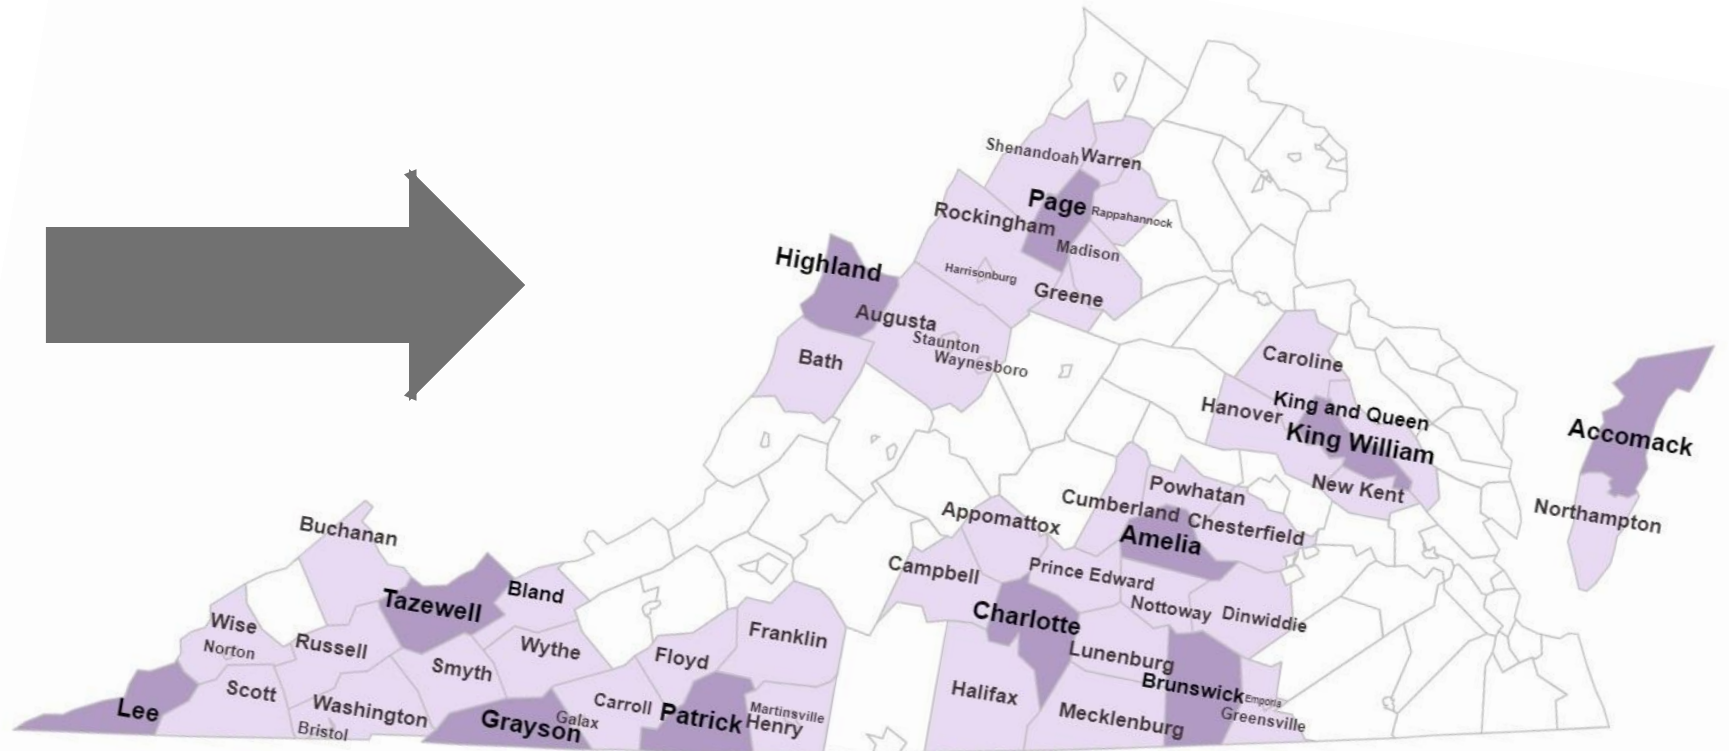 Shenandoah
Warren
Page
Rappahannock
Rockingham
Madison
Highland
Harrisonburg
Greene
Augusta
Staunton
Waynesboro
Bath
Caroline
King and Queen
Hanover
King William
Accomack
New Kent
Northampton
Powhatan
Cumberland
Chesterfield
Appomattox
Amelia
Buchanan
Campbell
Prince Edward
Bland
Tazewell
Nottoway
Dinwiddie
Charlotte
Wise
Norton
Russell
Wythe
Franklin
Floyd
Lunenburg
Smyth
Scott
Brunswick
Emporia
Halifax
Washington
Carroll
Martinsville
Patrick
Henry
Mecklenburg
Greensville
Lee
Grayson
Galax
Bristol